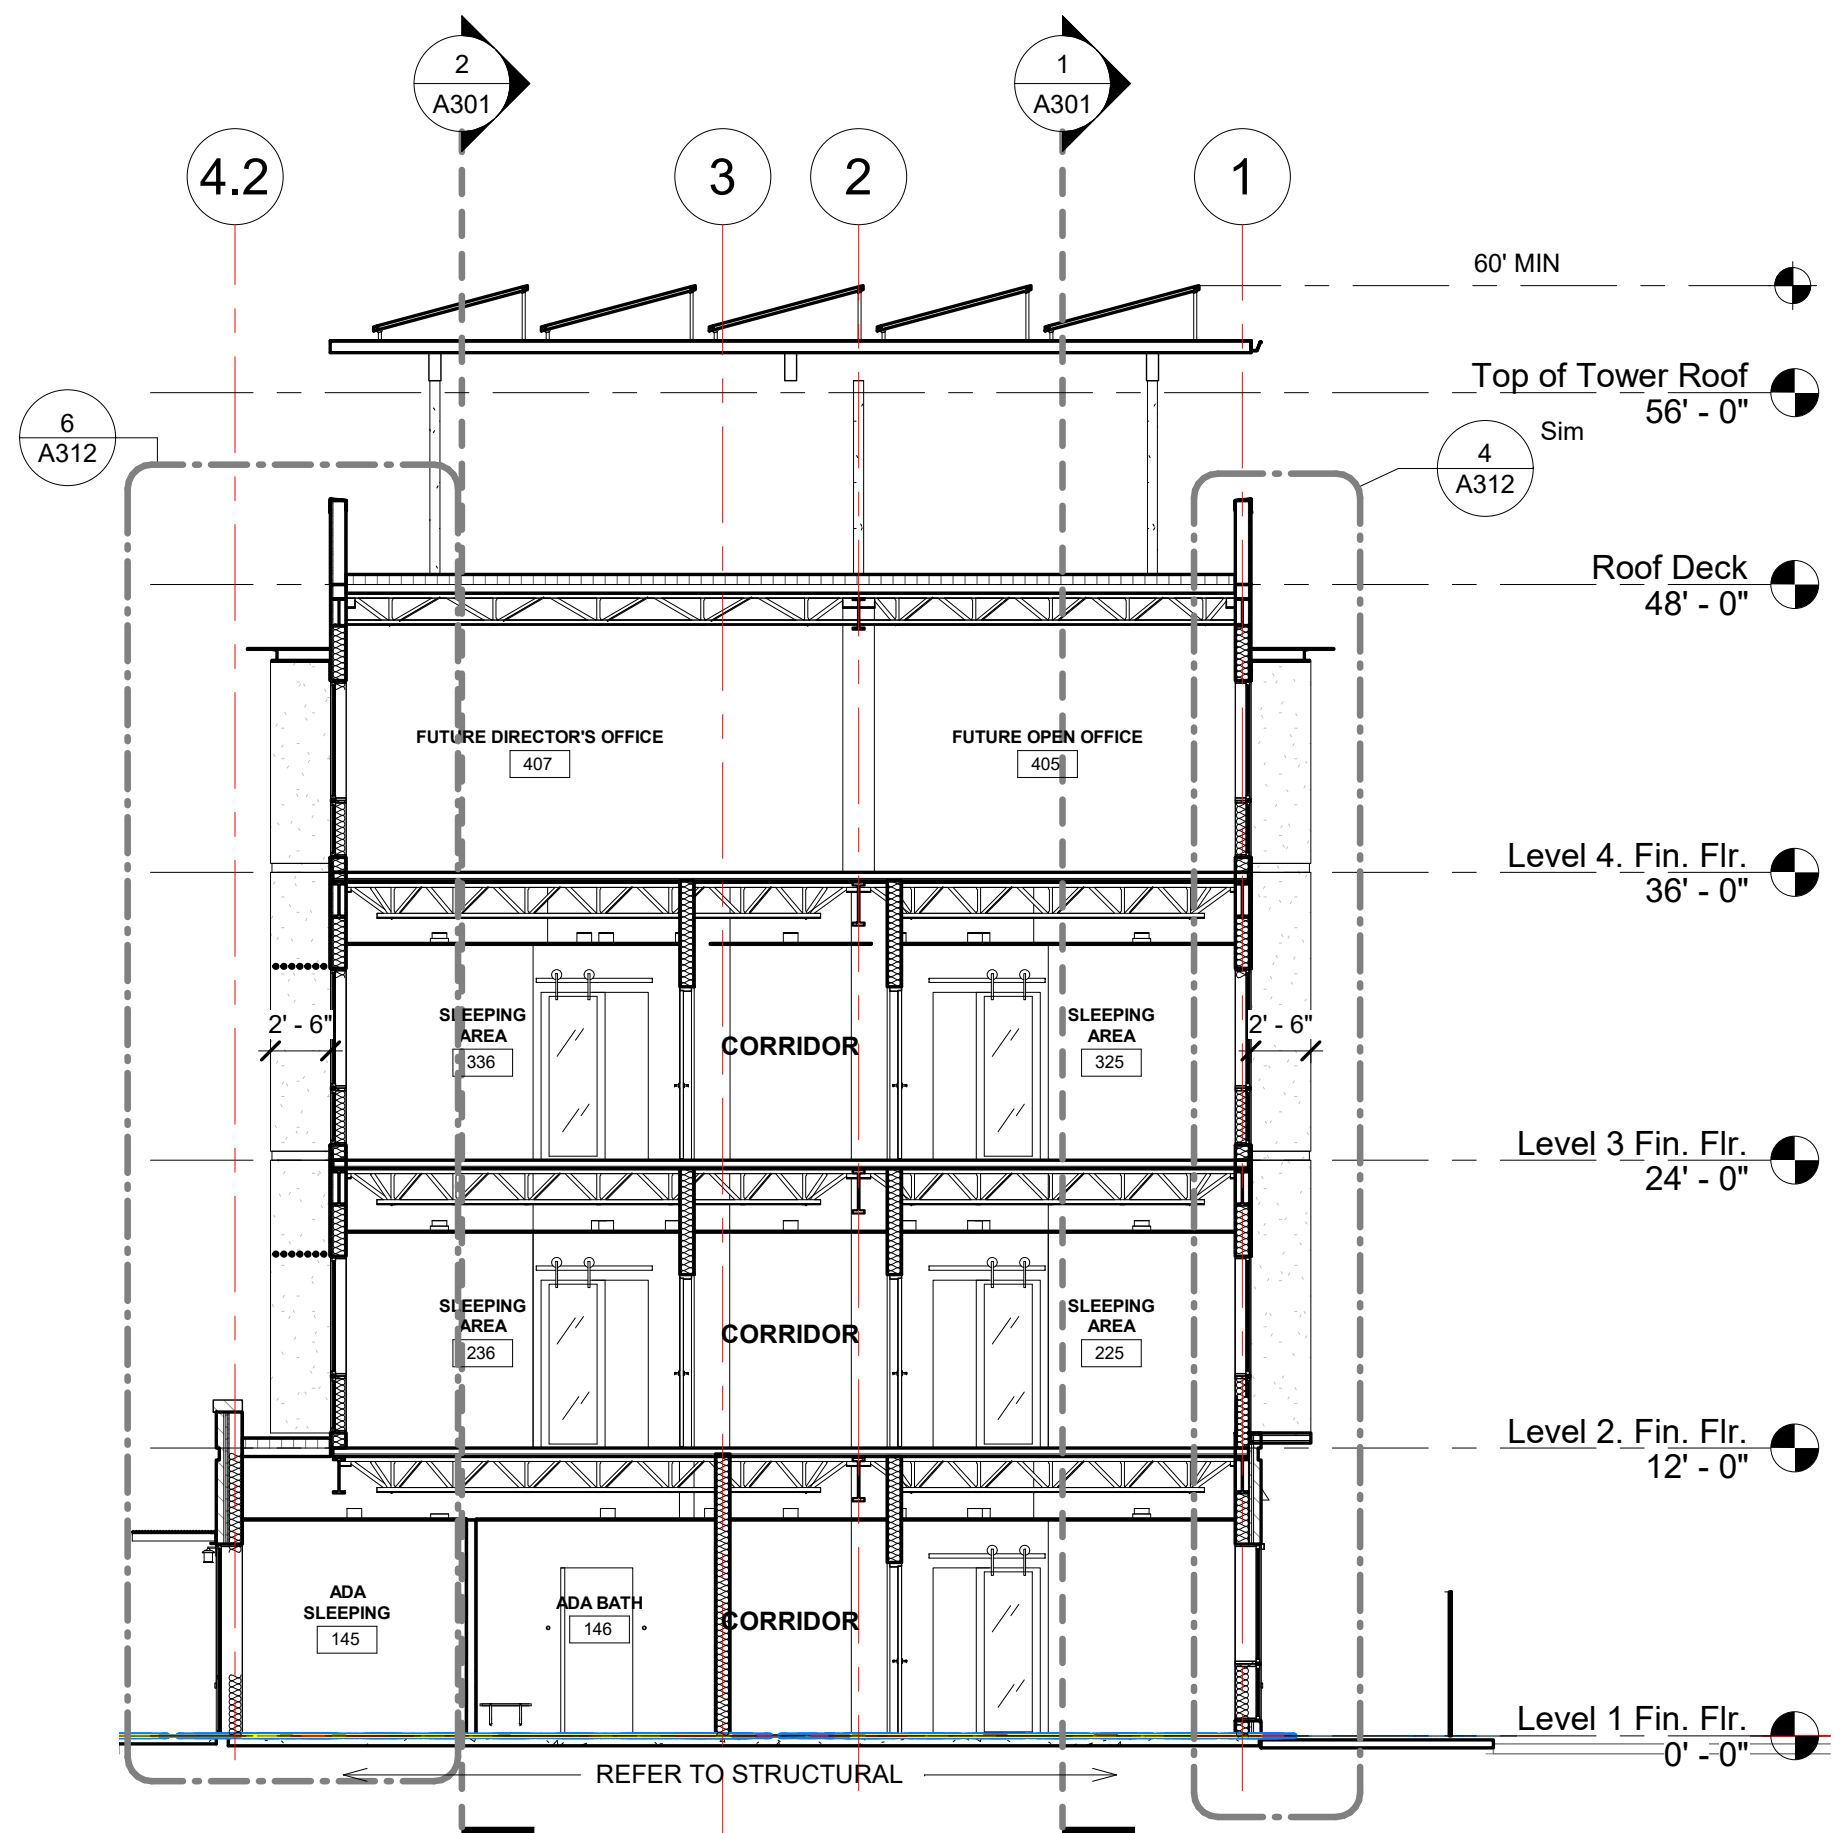 2
A301
1
A301
4.2
3
2
1
60' MIN
Top of Tower Roof
56' - 0"
6
A312
Sim
4
A312
Roof Deck
48' - 0"
FUTURE DIRECTOR'S OFFICE
407
FUTURE OPEN OFFICE
405
Level 4. Fin. Flr.
36' - 0"
2' - 6"
SLEEPING
AREA
336
CORRIDOR
SLEEPING
AREA
325
2' - 6"
Level 3 Fin. Flr.
24' - 0"
SLEEPING
AREA
236
CORRIDOR
SLEEPING
AREA
225
Level 2. Fin. Flr.
12' - 0"
ADA
SLEEPING
145
ADA BATH
146
CORRIDOR
Level 1 Fin. Flr.
0' - 0"
REFER TO STRUCTURAL